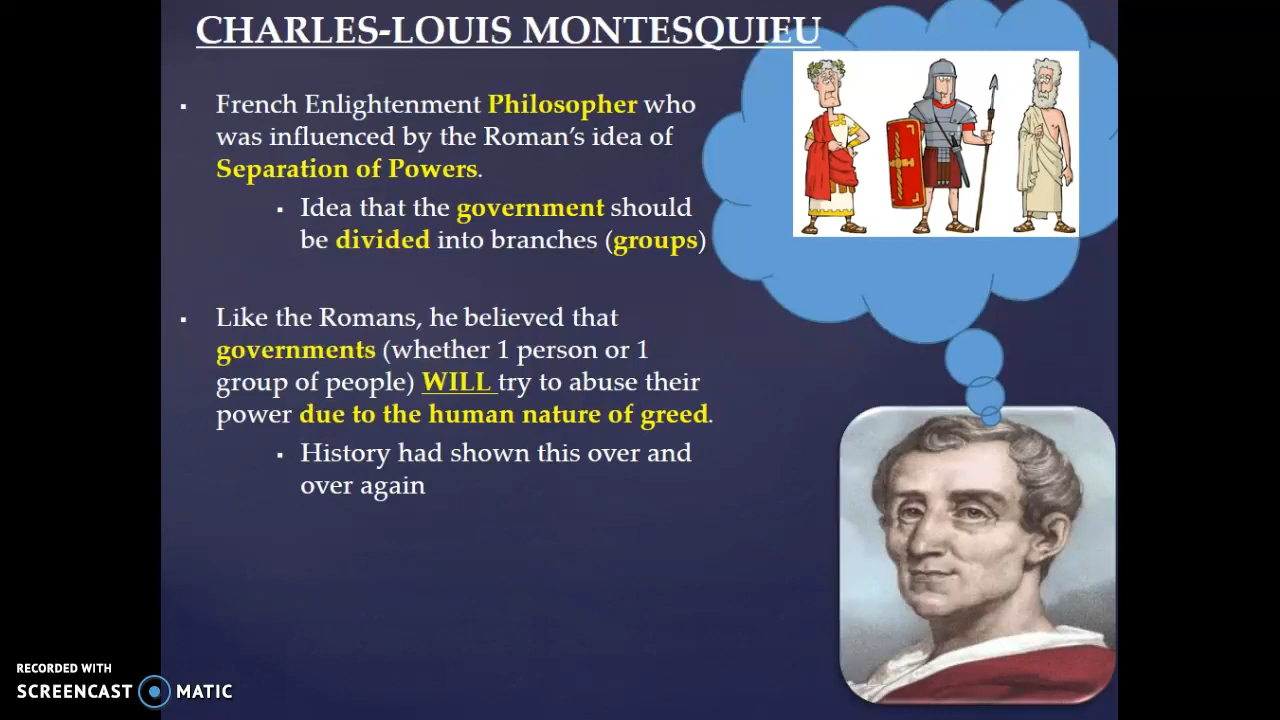 CHARLES-LOUIS MONTESQUIEU
▪ French Enlightenment Philosopher who
was influenced by the Roman’s idea of
Separation of Powers.
▪ Idea that the government should
be divided into branches (groups)
▪ Like the Romans, he believed that
governments (whether 1 person or 1
group of people) WILL try to abuse their
power due to the human nature of greed.
▪ History had shown this over and
over again
RECORDED WITH
SCREENCAST MATIC